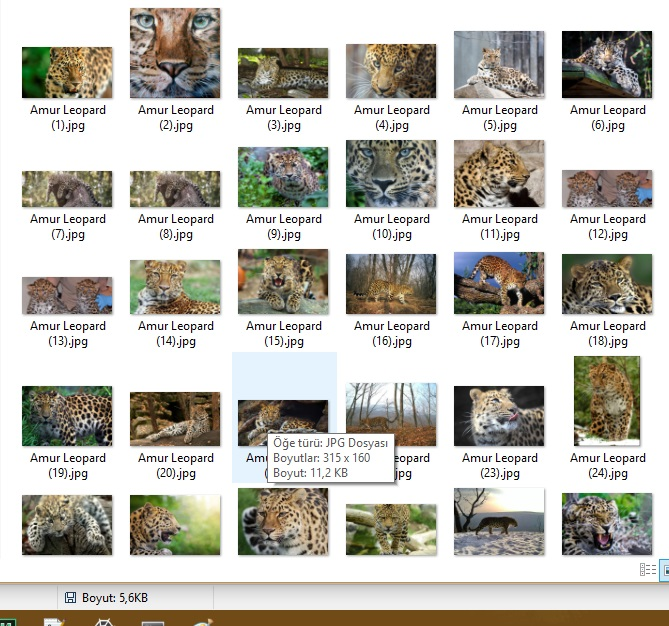 Amur Leopard
(1).jpg
Amur Leopard
(2).jpg
Amur Leopard
(3).jpg
Amur Leopard
(4).jpg
Amur Leopard
(5).jpg
Amur Leopard
(6).jpg
Amur Leopard
(7).jpg
Amur Leopard
(8).jpg
Amur Leopard
(9).jpg
Amur Leopard
(10).jpg
Amur Leopard
(11).jpg
Amur Leopard
(12).jpg
Amur Leopard
(13).jpg
Amur Leopard
(14).jpg
Amur Leopard
(15).jpg
Amur Leopard
(16).jpg
Amur Leopard
(17).jpg
Amur Leopard
(18).jpg
Amur Leopard
(19).jpg
Amur Leopard
(20).jpg
Amu
(
Öğe türü: JPG Dosyası
Boyutlar: 315 x 160
Boyut: 11,2 KB
.jpg
Amur Leopard
(23).jpg
Amur Leopard
(24).jpg
Boyut: 5,6KB